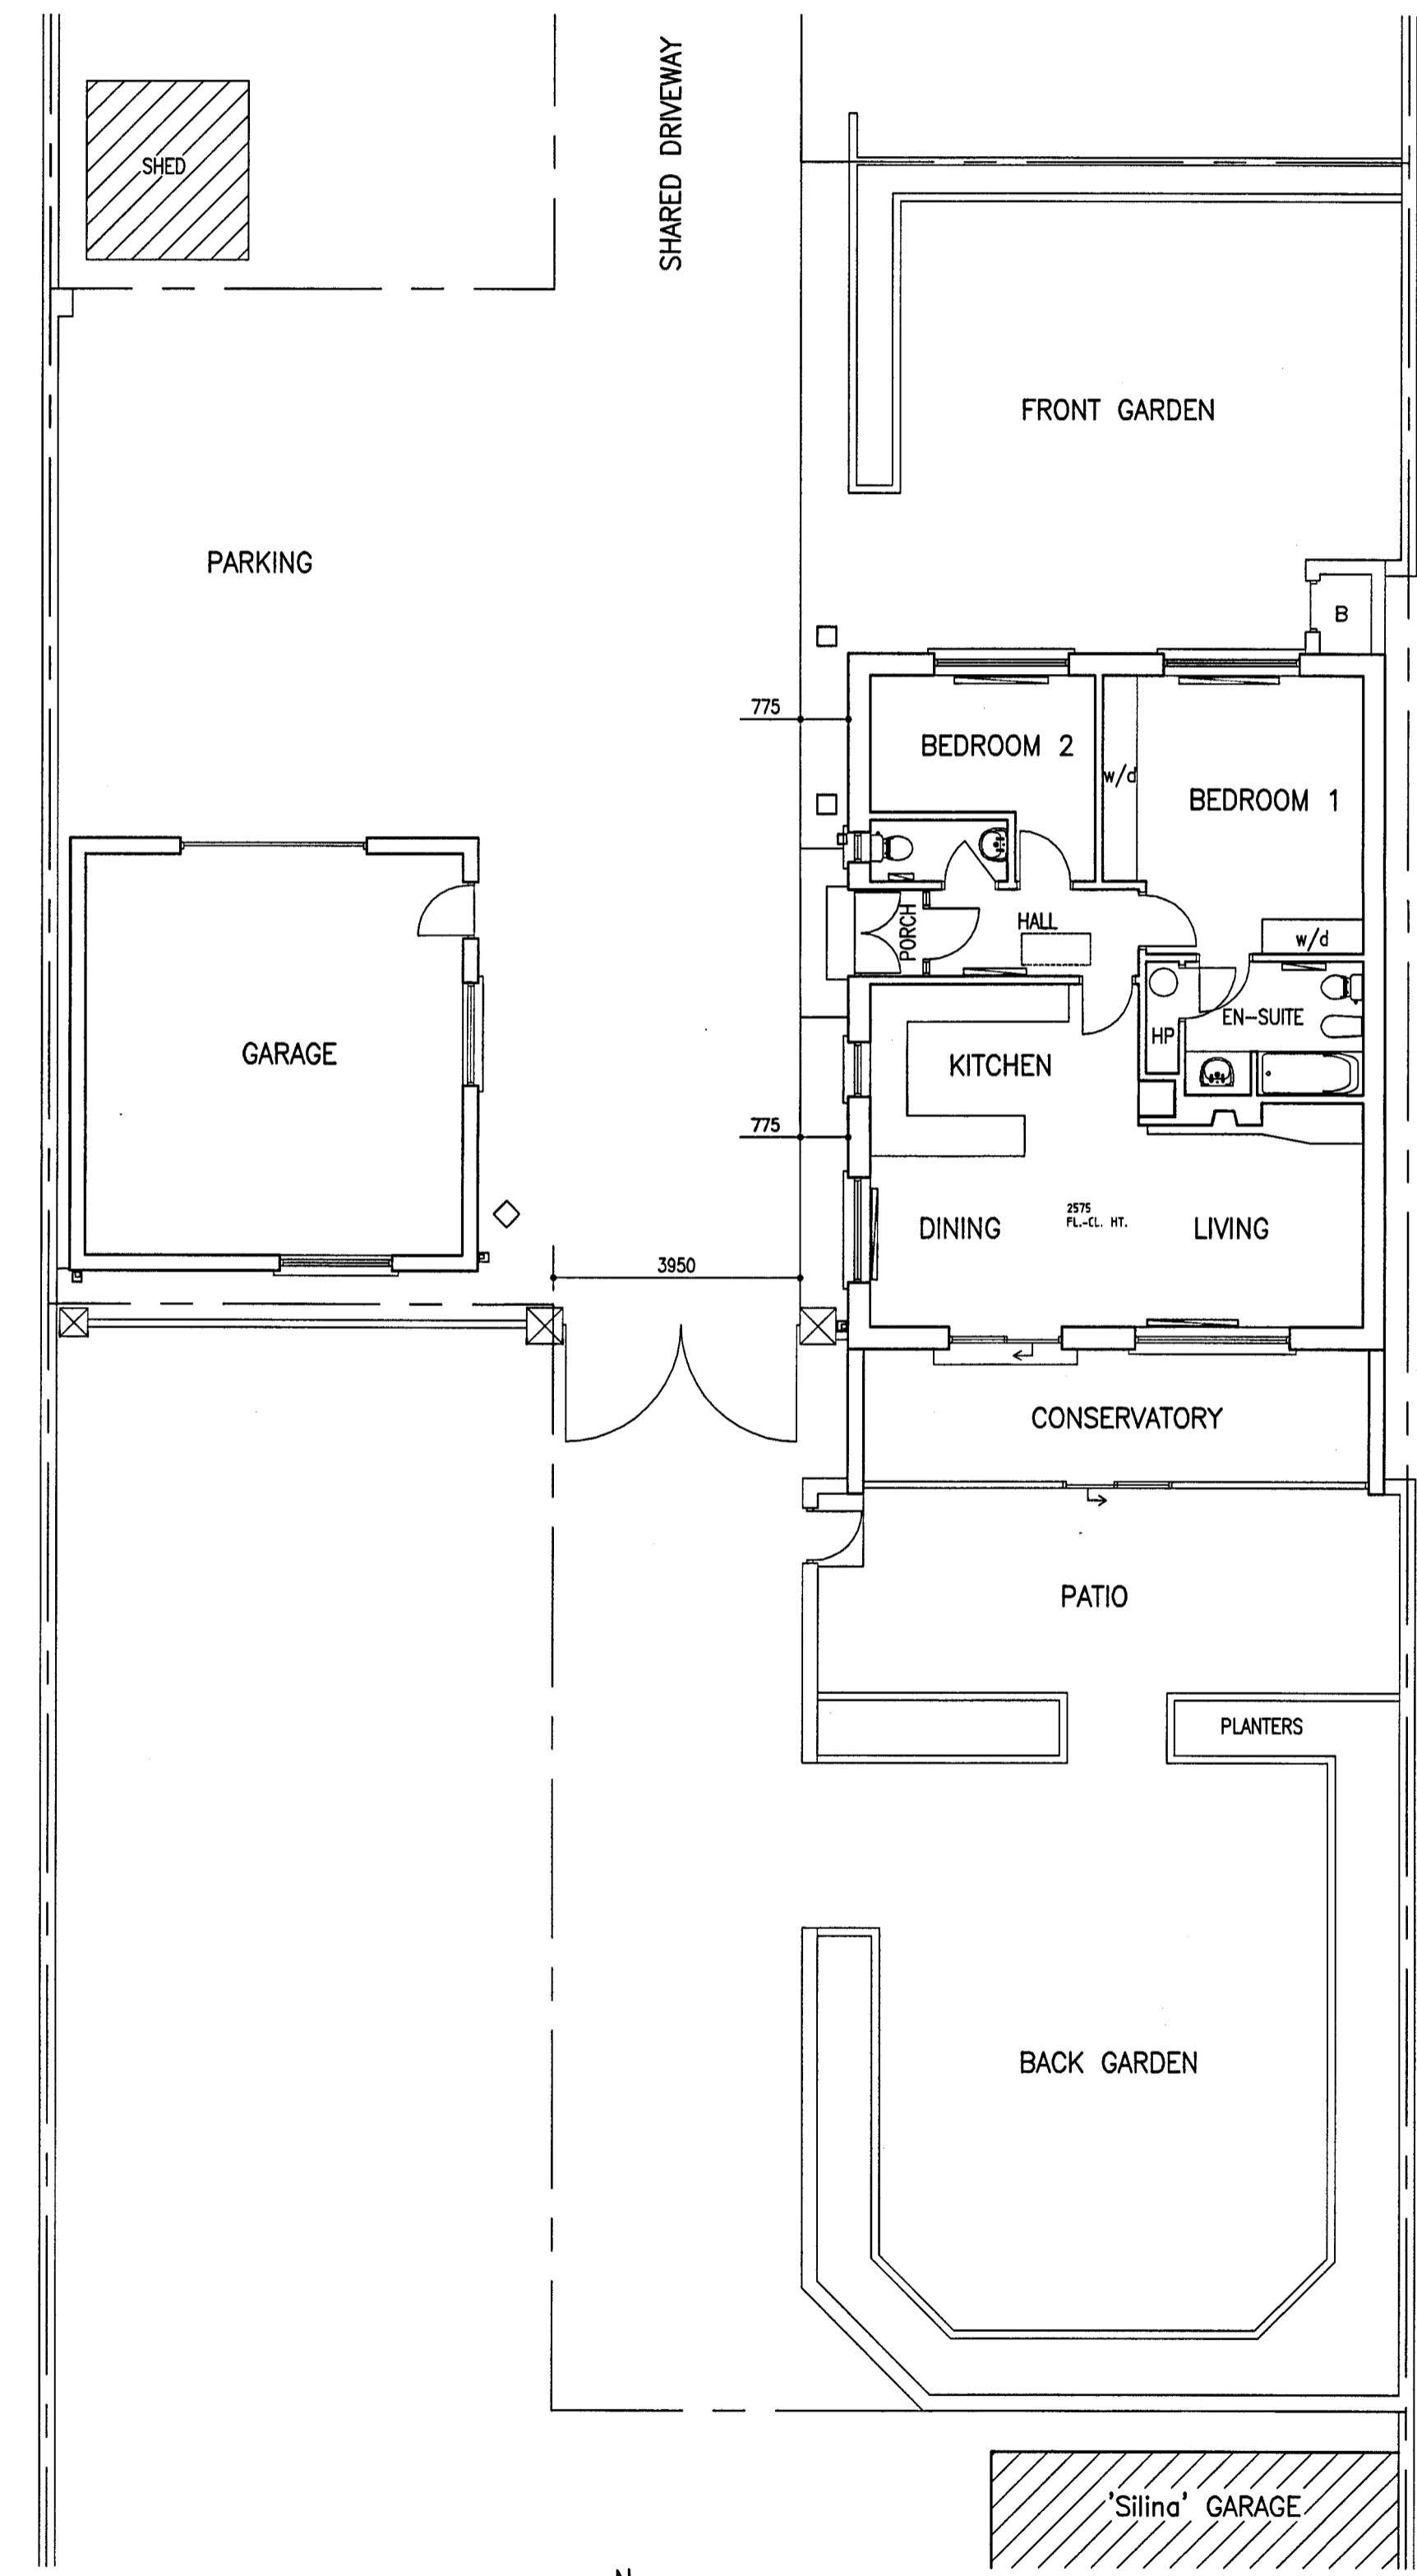 SHARED DRIVEWAY
SHED
FRONT GARDEN
PARKING
B
775
BEDROOM 2
w/d
BEDROOM 1
PORCH
HALL
w/d
EN-SUITE
HP
GARAGE
KITCHEN
775
2575
FL.-CL. HT.
DINING
LIVING
3950
CONSERVATORY
PATIO
PLANTERS
BACK GARDEN
'Silina' GARAGE